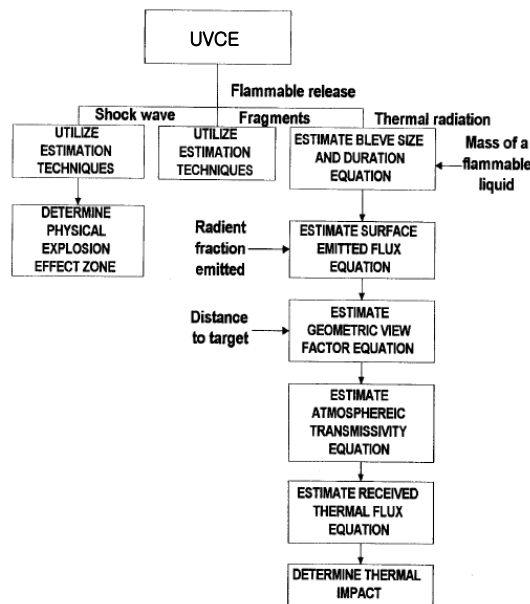 UVCE
Flammable release
Shock wave
Fragments
Thermal radiation
UTILIZE
ESTIMATION
TECHNIQUES
UTILIZE
ESTIMATION
TECHNIQUES
ESTIMATE BLEVE SIZE
AND DURATION
EQUATION
Mass of a
flammable
liquid
DETERMINE
PHYSICAL
EXPLOSION
EFFECT ZONE
Radient
fraction
emitted
ESTIMATE SURFACE
EMITTED FLUX
EQUATION
Distance
to target
ESTIMATE
GEOMETRIC VIEW
FACTOR EQUATION
ESTIMATE
ATMOSPHEREIC
TRANSMISSIVITY
EQUATION
ESTIMATE RECEIVED
THERMAL FLUX
EQUATION
DETERMINE THERMAL
IMPACT